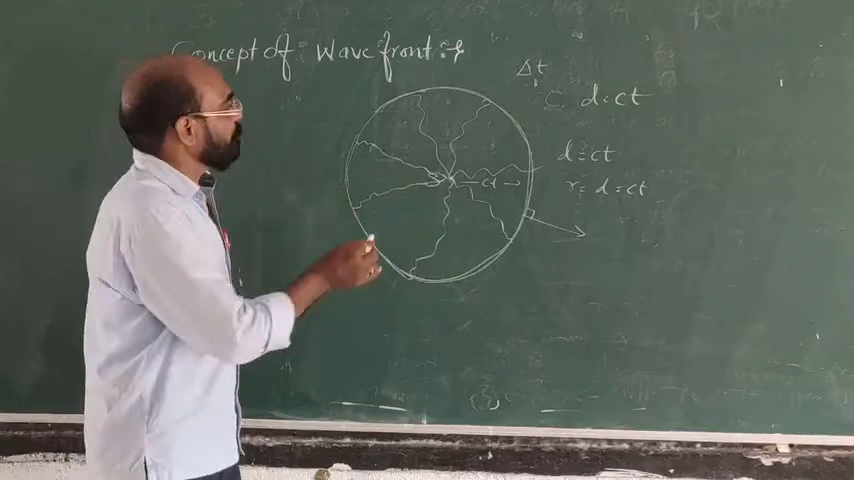 Concept of Wave front :-
Δt
C d=ct
d=ct
r=d=ct
ct